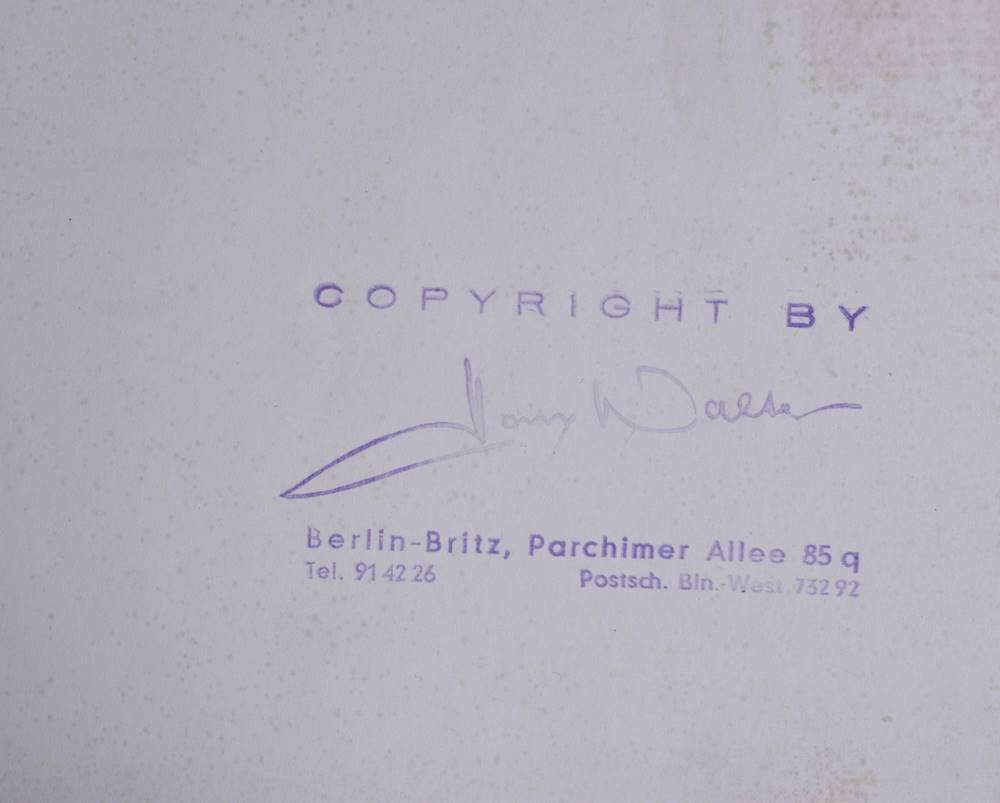 COPYRIGHT BY
Berlin-Britz, Parchimer Allee 85 q
Tel. 91 42 26 Postsch. Bln.-West 732 92